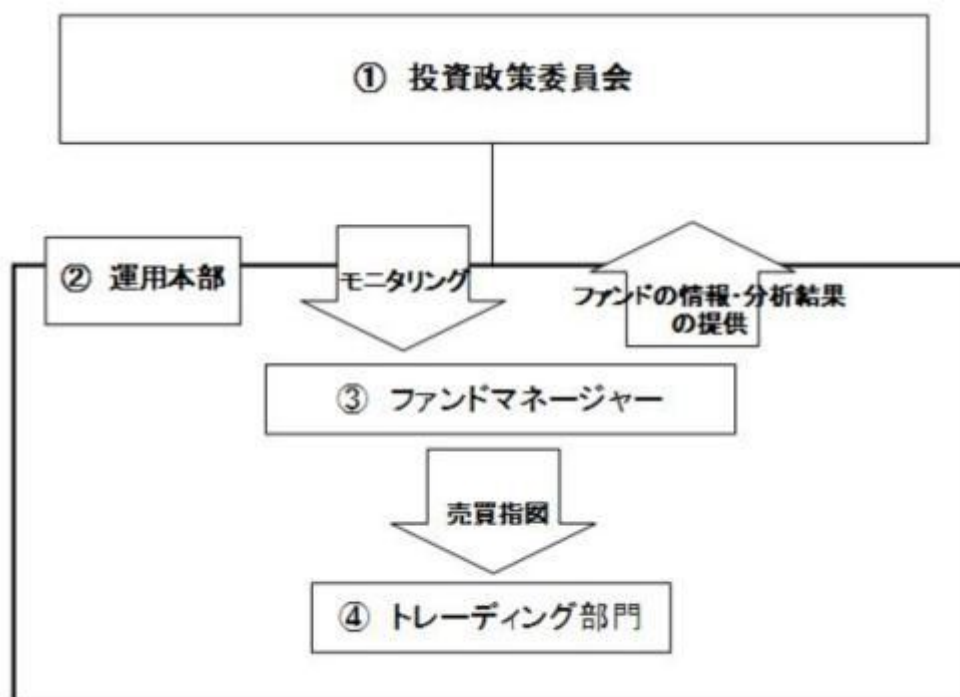 ① 投資政策委員会
② 運用本部
モニタリング
ファンドの情報・分析結果
の提供
③ ファンドマネージャー
売買指図
④ トレーディング部門